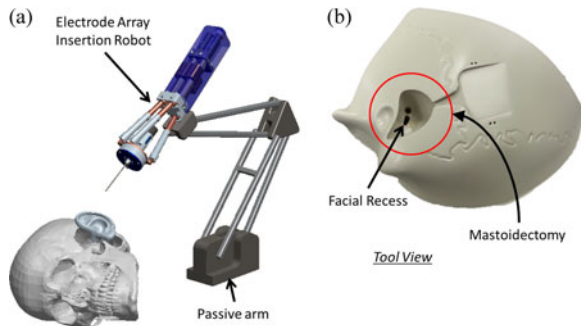 (a)
Electrode Array
Insertion Robot
Passive arm
(b)
Facial Recess
Mastoidectomy
Tool View